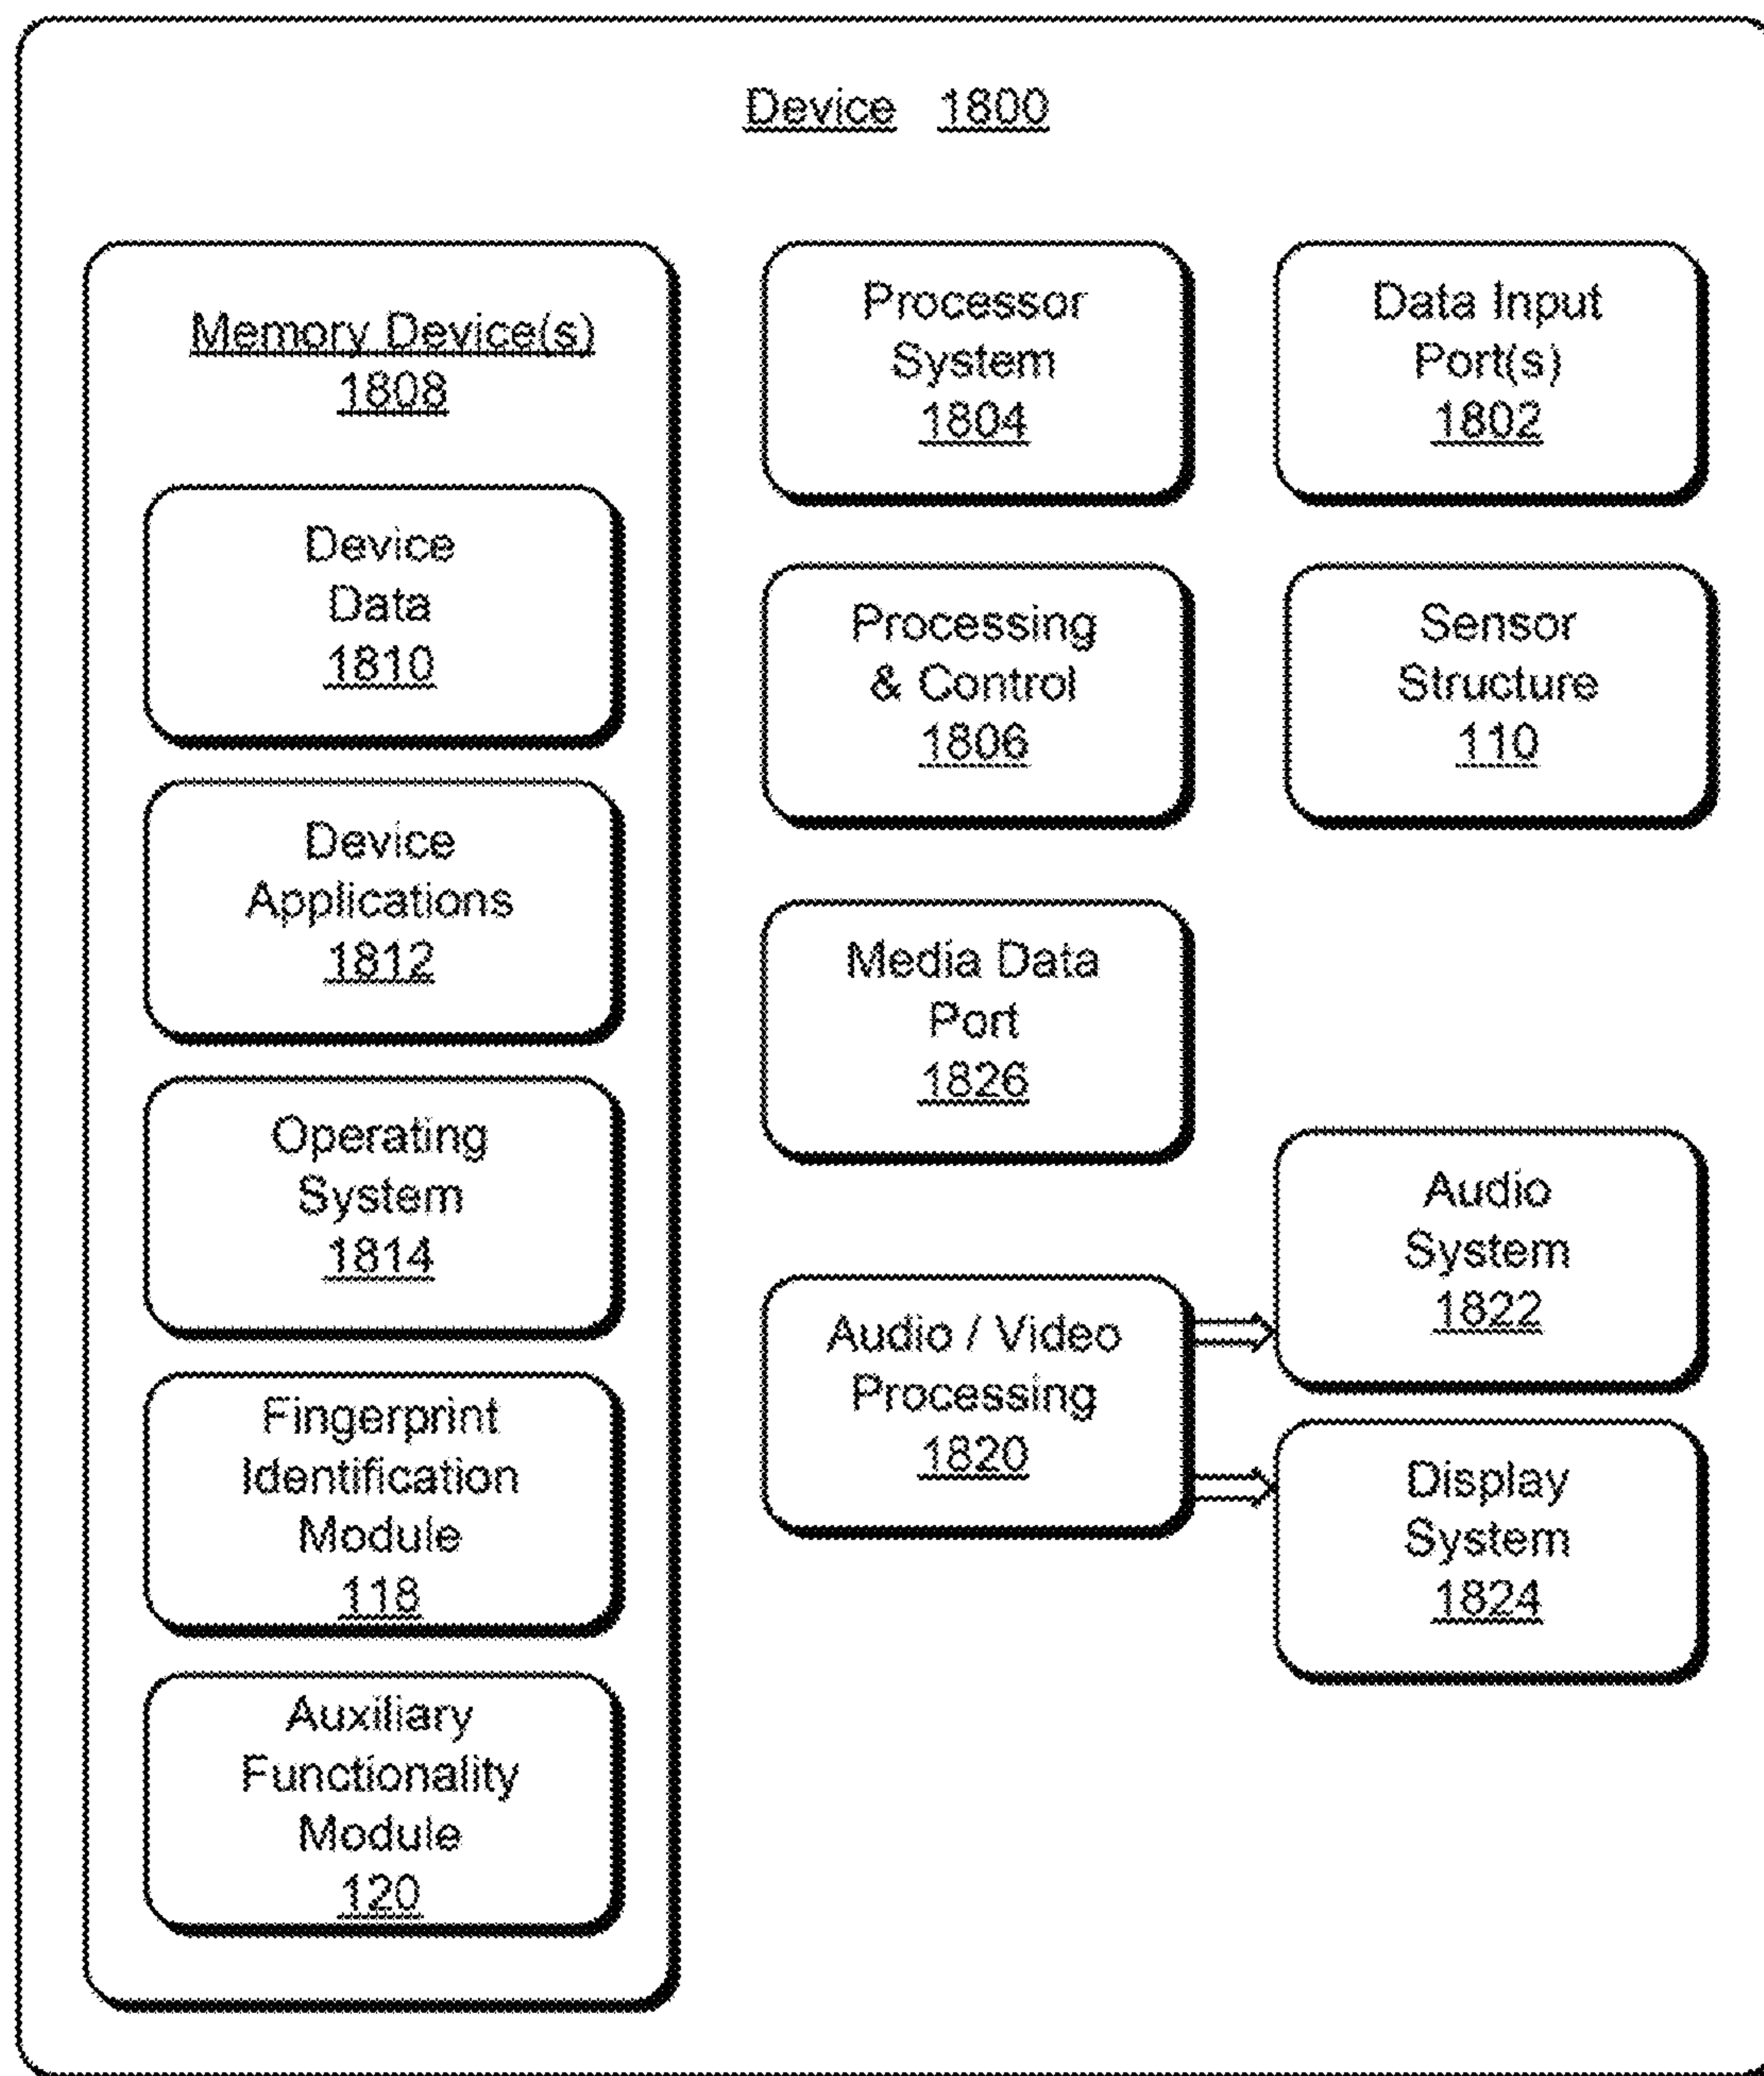 Device 1800
Memory Device(s)
1808
Device
Data
1810
Device
Applications
1812
Operating
System
1814
Fingerprint
Identification
Module
118
Auxiliary
Functionality
Module
120
Processor
System
1804
Data Input
Port(s)
1802
Processing
& Control
1806
Sensor
Structure
110
Media Data
Port
1826
Audio / Video
Processing
1820
Audio
System
1822
Display
System
1824